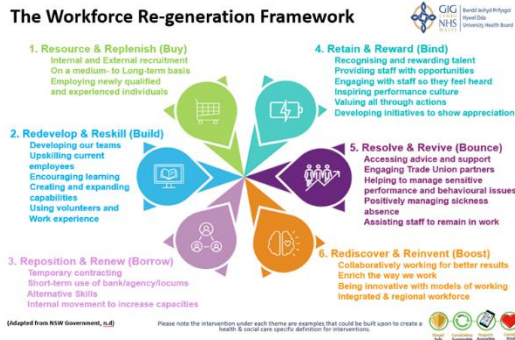 The Workforce Re-generation Framework
GIG
CYMRU
NHS
WALES
Bwrdd Iechyd Prifysgol
Hywel Dda
University Health Board
1. Resource & Replenish (Buy)
Internal and External recruitment
On a medium- to Long-term basis
Employing newly qualified
and experienced individuals
4. Retain & Reward (Bind)
Recognising and rewarding talent
Providing staff with opportunities
Engaging with staff so they feel heard
Inspiring performance culture
Valuing all through actions
Developing initiatives to show appreciation
2. Redevelop & Reskill (Build)
Developing our teams
Upskilling current
employees
Encouraging learning
Creating and expanding
capabilities
Using volunteers and
Work experience
5. Resolve & Revive (Bounce)
Accessing advice and support
Engaging Trade Union partners
Helping to manage sensitive
performance and behavioural issues
Positively managing sickness
absence
Assisting staff to remain in work
3. Reposition & Renew (Borrow)
Temporary contracting
Short-term use of bank/agency/locums
Alternative Skills
Internal movement to increase capacities
6. Rediscover & Reinvent (Boost)
Collaboratively working for better results
Enrich the way we work
Being innovative with models of working
Integrated & regional workforce
(Adapted from NSW Government, n.d)
Please note the intervention under each theme are examples that could be built upon to create a
health & social care specific definition for interventions.